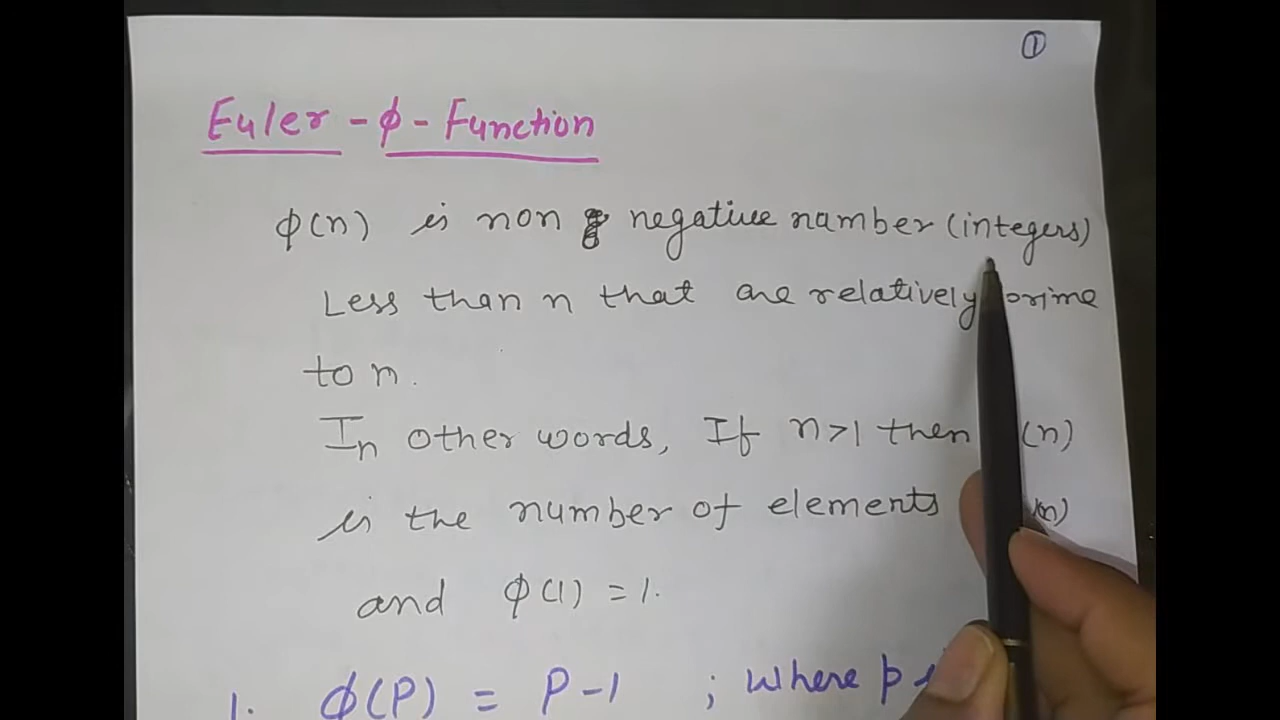 ①
Euler - ϕ - Function
ϕ(n) is non negative number (integers)
Less than n that are relatively
to n.
In other words, If n>1 then (n)
is the number of elements
and ϕ(1) = 1.
1. ϕ(P) = P-1 ; where p